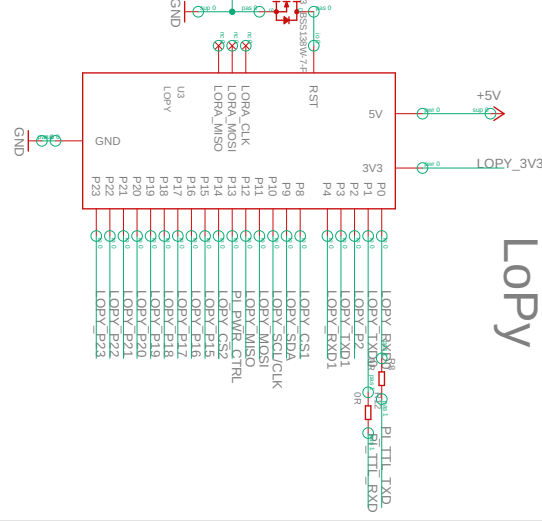 GND
BSS138W-7-F
+5V
LOPY_3V3
GND
GND
U3
LOPY
LORA_MISO
LORA_MOSI
LORA_CLK
RST
5V
3V3
P23
P22
P21
P20
P19
P18
P17
P16
P15
P14
P13
P12
P11
P10
P9
P8
P4
P3
P2
P1
P0
LOPY_P23
LOPY_P22
LOPY_P21
LOPY_P20
LOPY_P19
LOPY_P18
LOPY_P17
LOPY_P16
LOPY_P15
LOPY_CS2
PI_PWR_CTRL
LOPY_MISO
LOPY_MOSI
LOPY_SCL/CLK
LOPY_SDA
LOPY_CS1
LOPY_RXD1
LOPY_TXD1
LOPY_P2
LOPY_TXD0
LOPY_RXD0
0R
PI_TTL_TXD
PI_TTL_RXD
LoPy